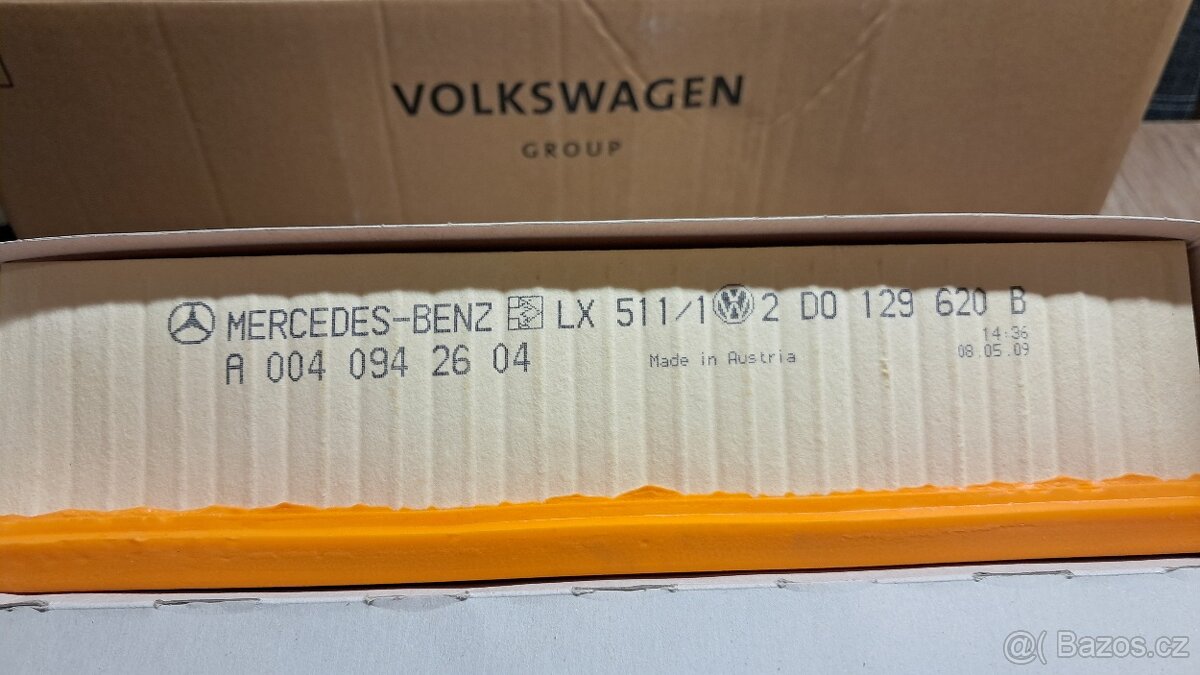 VOLKSWAGEN
GROUP
MERCEDES-BENZ LX 511/1 2 D0 129 620 B
A 004 094 26 04
Made in Austria
14:36
08.05.09
@( Bazos.cz